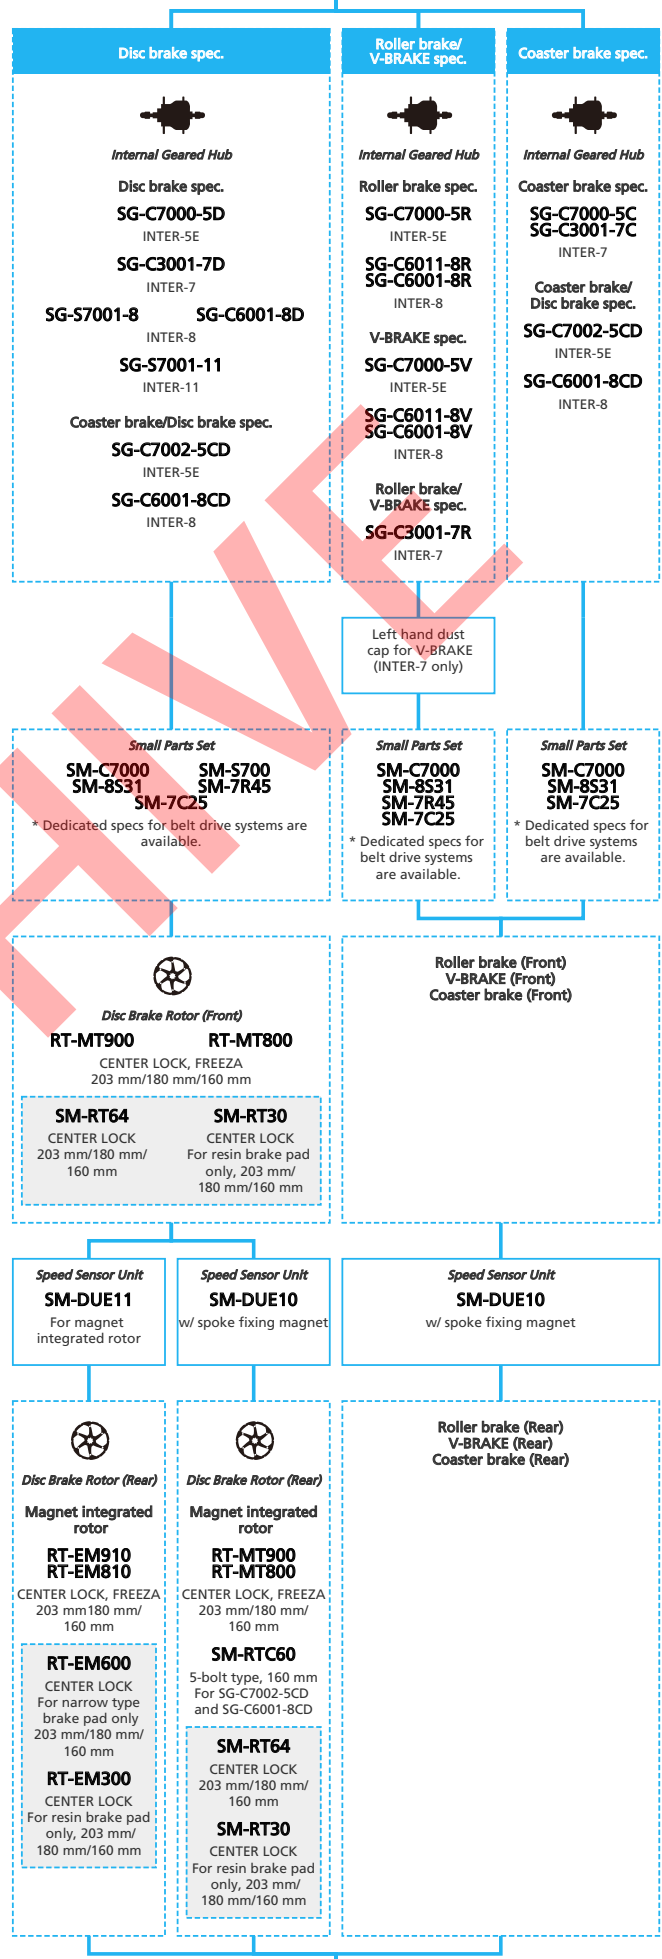 Disc brake spec.
Internal Geared Hub
Disc brake spec.
SG-C7000-5D
INTER-5E
SG-C3001-7D
INTER-7
SG-S7001-8 SG-C6001-8D
INTER-8
SG-S7001-11
INTER-11
Coaster brake/Disc brake spec.
SG-C7002-5CD
INTER-5E
SG-C6001-8CD
INTER-8
Roller brake/
V-BRAKE spec.
Internal Geared Hub
Roller brake spec.
SG-C7000-5R
INTER-5E
SG-C6011-8R
SG-C6001-8R
INTER-8
V-BRAKE spec.
SG-C7000-5V
INTER-5E
SG-C6011-8V
SG-C6001-8V
INTER-8
Roller brake/
V-BRAKE spec.
SG-C3001-7R
INTER-7
Coaster brake spec.
Internal Geared Hub
Coaster brake spec.
SG-C7000-5C
SG-C3001-7C
INTER-7
Coaster brake/
Disc brake spec.
SG-C7002-5CD
INTER-5E
SG-C6001-8CD
INTER-8
Left hand dust
cap for V-BRAKE
(INTER-7 only)
Small Parts Set
SM-C7000 SM-S700
SM-8S31 SM-7R45
SM-7C25
* Dedicated specs for belt drive systems are
available.
Small Parts Set
SM-C7000
SM-8S31
SM-7R45
SM-7C25
* Dedicated specs for
belt drive systems
are available.
Small Parts Set
SM-C7000
SM-8S31
SM-7C25
* Dedicated specs for
belt drive systems
are available.
Disc Brake Rotor (Front)
RT-MT900 RT-MT800
CENTER LOCK, FREEZA
203 mm/180 mm/160 mm
SM-RT64
CENTER LOCK
203 mm/180 mm/
160 mm
SM-RT30
CENTER LOCK
For resin brake pad
only, 203 mm/
180 mm/160 mm
Roller brake (Front)
V-BRAKE (Front)
Coaster brake (Front)
Speed Sensor Unit
SM-DUE11
For magnet
integrated rotor
Speed Sensor Unit
SM-DUE10
w/ spoke fixing magnet
Speed Sensor Unit
SM-DUE10
w/ spoke fixing magnet
Disc Brake Rotor (Rear)
Magnet integrated
rotor
RT-EM910
RT-EM810
CENTER LOCK, FREEZA
203 mm180 mm/
160 mm
RT-EM600
CENTER LOCK
For narrow type
brake pad only
203 mm/180 mm/
160 mm
RT-EM300
CENTER LOCK
For resin brake pad
only, 203 mm/
180 mm/160 mm
Disc Brake Rotor (Rear)
Magnet integrated
rotor
RT-MT900
RT-MT800
CENTER LOCK, FREEZA
203 mm/180 mm/
160 mm
SM-RTC60
5-bolt type, 160 mm
For SG-C7002-5CD
and SG-C6001-8CD
SM-RT64
CENTER LOCK
203 mm/180 mm/
160 mm
SM-RT30
CENTER LOCK
For resin brake pad
only, 203 mm/
180 mm/160 mm
Roller brake (Rear)
V-BRAKE (Rear)
Coaster brake (Rear)
HIVE